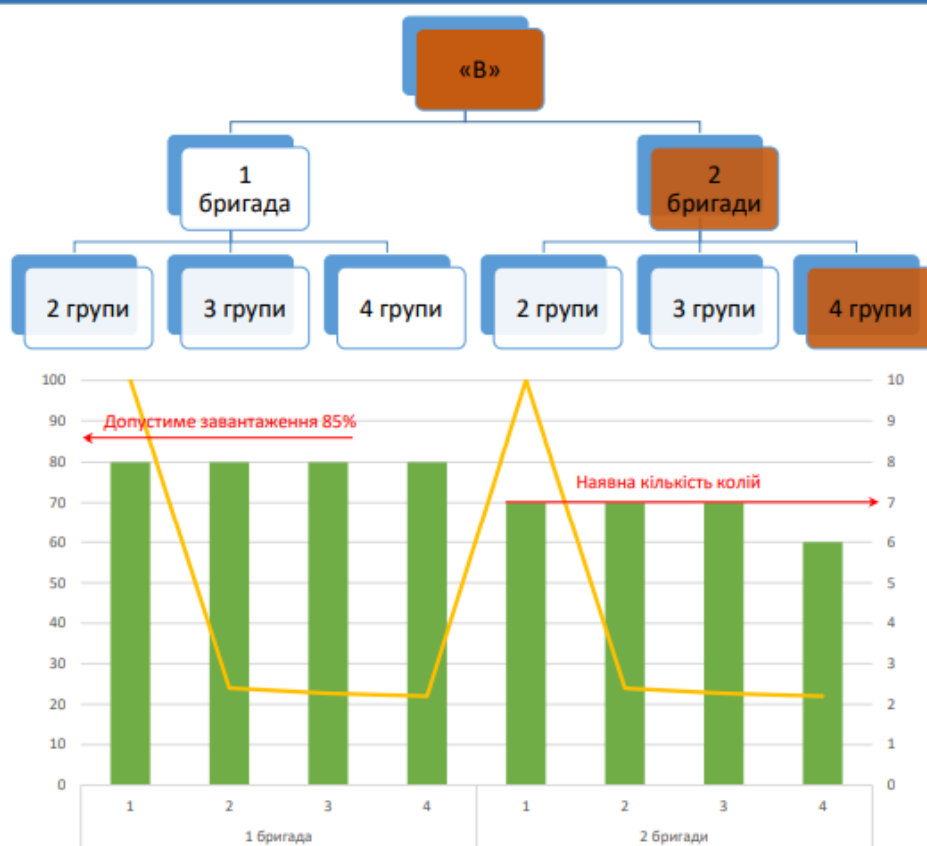 «В»
1
бригада
2
бригади
2 групи
3 групи
4 групи
2 групи
3 групи
4 групи
100
90
80
70
60
50
40
30
20
10
0
Допустиме завантаження 85%
Наявна кількість колій
10
9
8
7
6
5
4
3
2
1
0
1
2
3
4
1
2
3
4
1 бригада
2 бригади